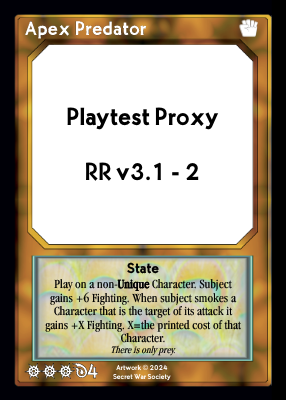 Apex Predator
Playtest Proxy
RR v3.1 - 2
State
Play on a non-Unique Character. Subject
gains +6 Fighting. When subject smokes a
Character that is the target of its attack it
gains +X Fighting. X=the printed cost of that
Character.
There is only prey.
4
Artwork © 2024
Secret War Society